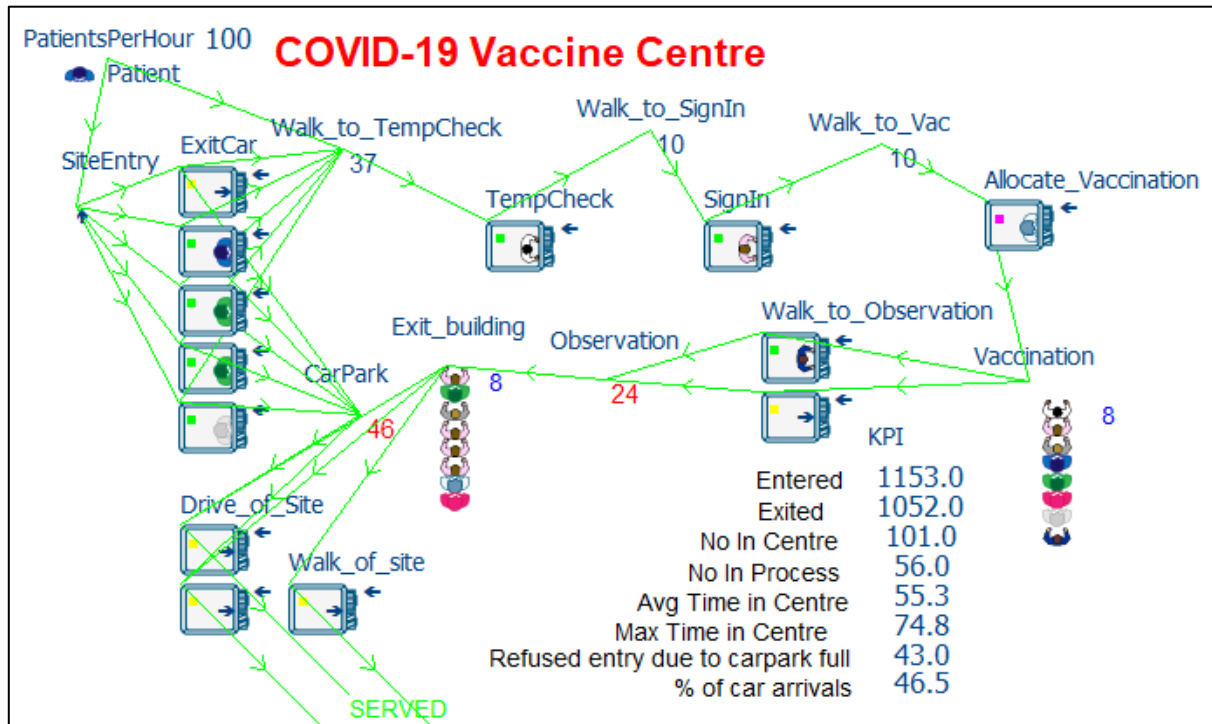 PatientsPerHour 100
COVID-19 Vaccine Centre
Patient
Walk_to_SignIn
10
Walk_to_Vac
10
Walk_to_TempCheck
37
SiteEntry
ExitCar
TempCheck
SignIn
Allocate_Vaccination
Walk_to_Observation
Exit_building
8
Observation
24
Vaccination
8
CarPark
46
KPI
Entered 1153.0
Exited 1052.0
No In Centre 101.0
No In Process 56.0
Avg Time in Centre 55.3
Max Time in Centre 74.8
Refused entry due to carpark full 43.0
% of car arrivals 46.5
Drive_of_Site
Walk_of_site
SERVED